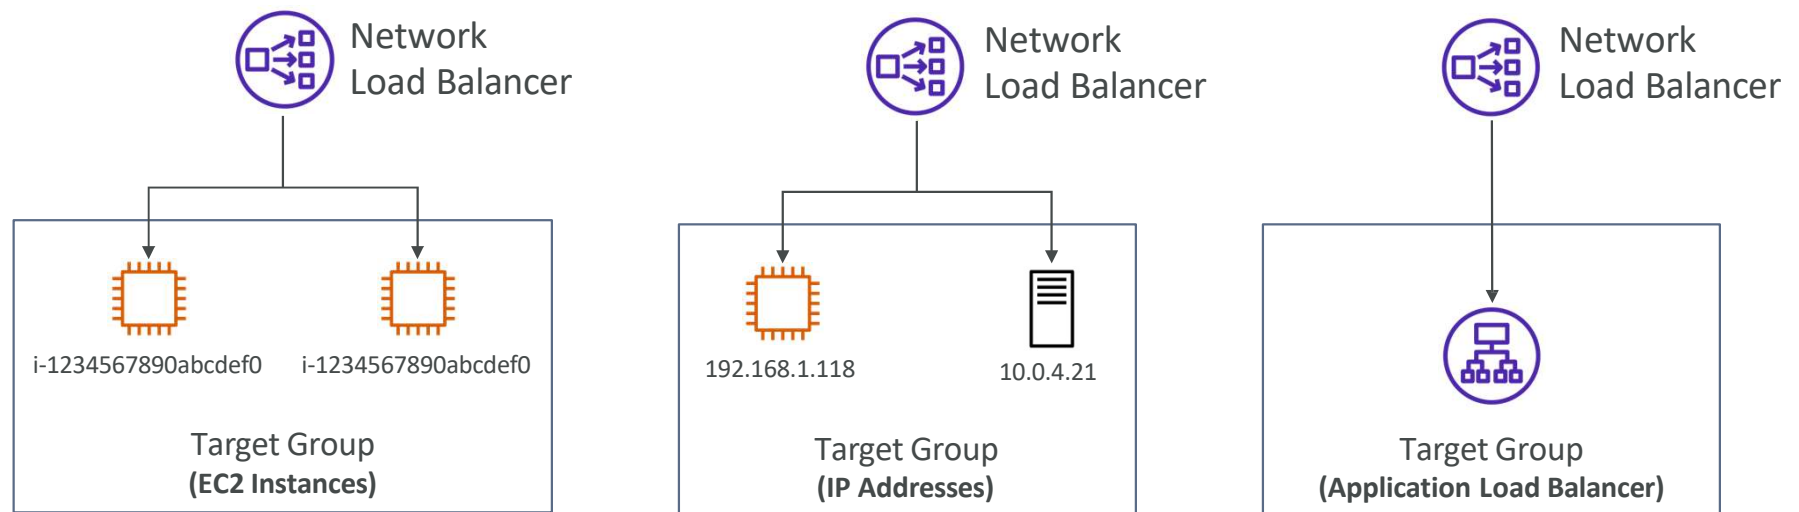 Network
Load Balancer
i-1234567890abcdef0
i-1234567890abcdef0
Target Group
(EC2 Instances)
Network
Load Balancer
192.168.1.118
10.0.4.21
Target Group
(IP Addresses)
Network
Load Balancer
Target Group
(Application Load Balancer)